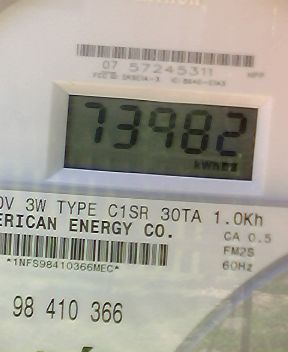 07 57245311
73982
kWh
0V 3W TYPE C1SR 30TA 1.0Kh
ERICAN ENERGY CO.
CA 0.5
FM2S
60Hz
*1NFS98410366MEC*
98 410 366